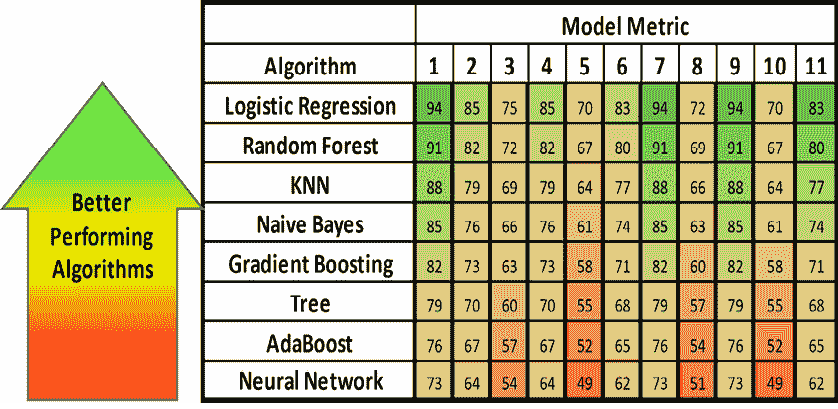 Model Metric
Algorithm 1 2 3 4 5 6 7 8 9 10 11
Logistic Regression 94 85 75 85 70 83 94 72 94 70 83
Random Forest 91 82 72 82 67 80 91 69 91 67 80
KNN 88 79 69 79 64 77 88 66 88 64 77
Naive Bayes 85 76 66 76 61 74 85 63 85 61 74
Gradient Boosting 82 73 63 73 58 71 82 60 82 58 71
Tree 79 70 60 70 55 68 79 57 79 55 68
AdaBoost 76 67 57 67 52 65 76 54 76 52 65
Neural Network 73 64 54 64 49 62 73 51 73 49 62
Better
Performing
Algorithms